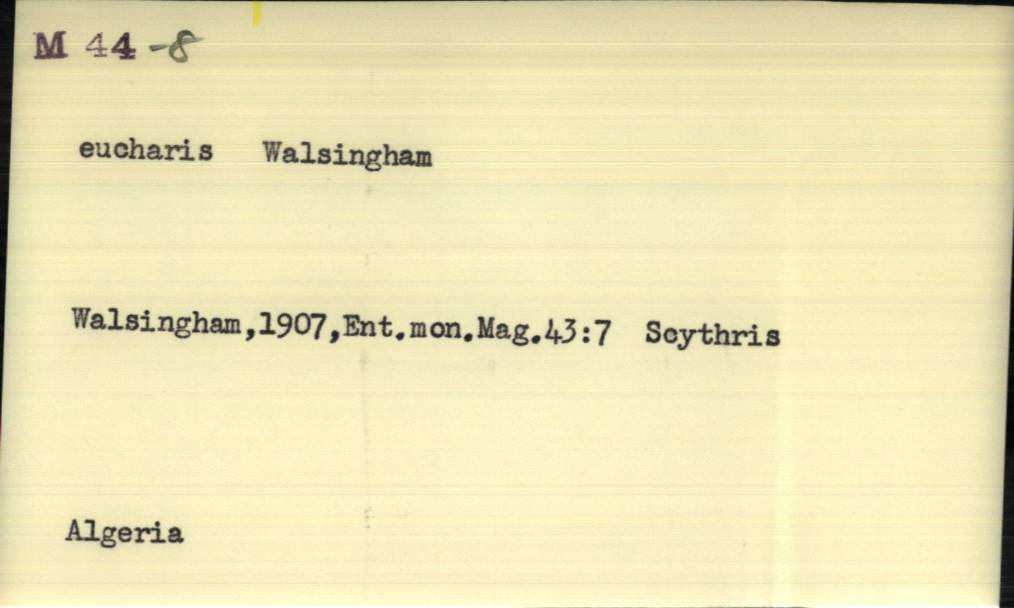 M 44 -8
eucharis Walsingham
Walsingham,1907,Ent.mon.Mag.43:7 Scythris
Algeria